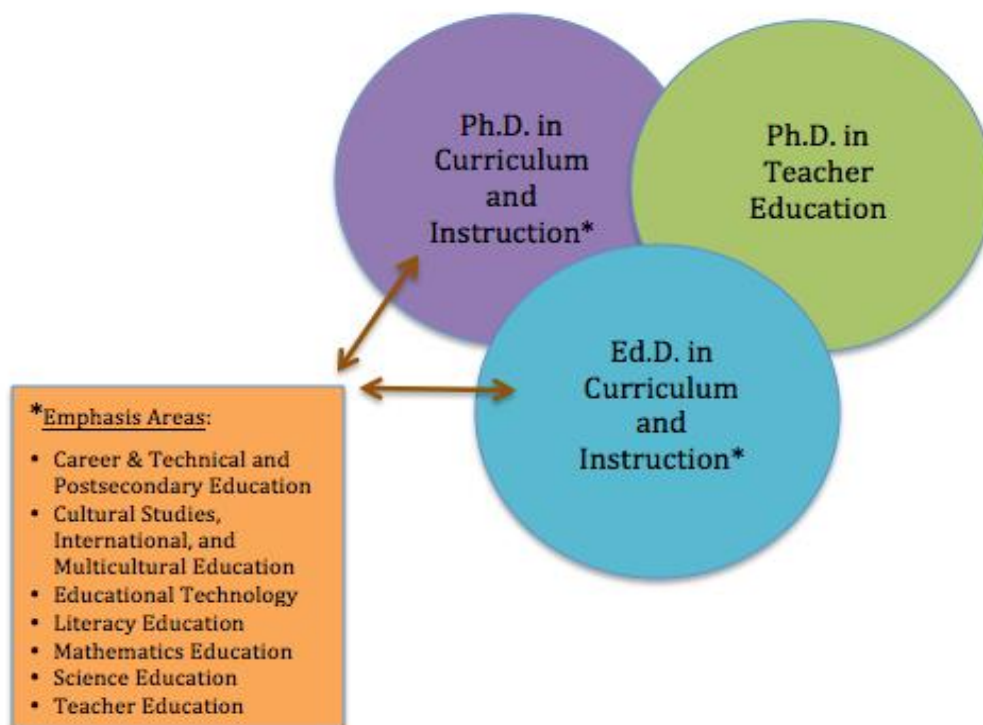 Ph.D. in
Curriculum
and
Instruction*
Ph.D. in
Teacher
Education
Ed.D. in
Curriculum
and
Instruction*
*Emphasis Areas:
• Career & Technical and
Postsecondary Education
• Cultural Studies,
International, and
Multicultural Education
• Educational Technology
• Literacy Education
• Mathematics Education
• Science Education
• Teacher Education